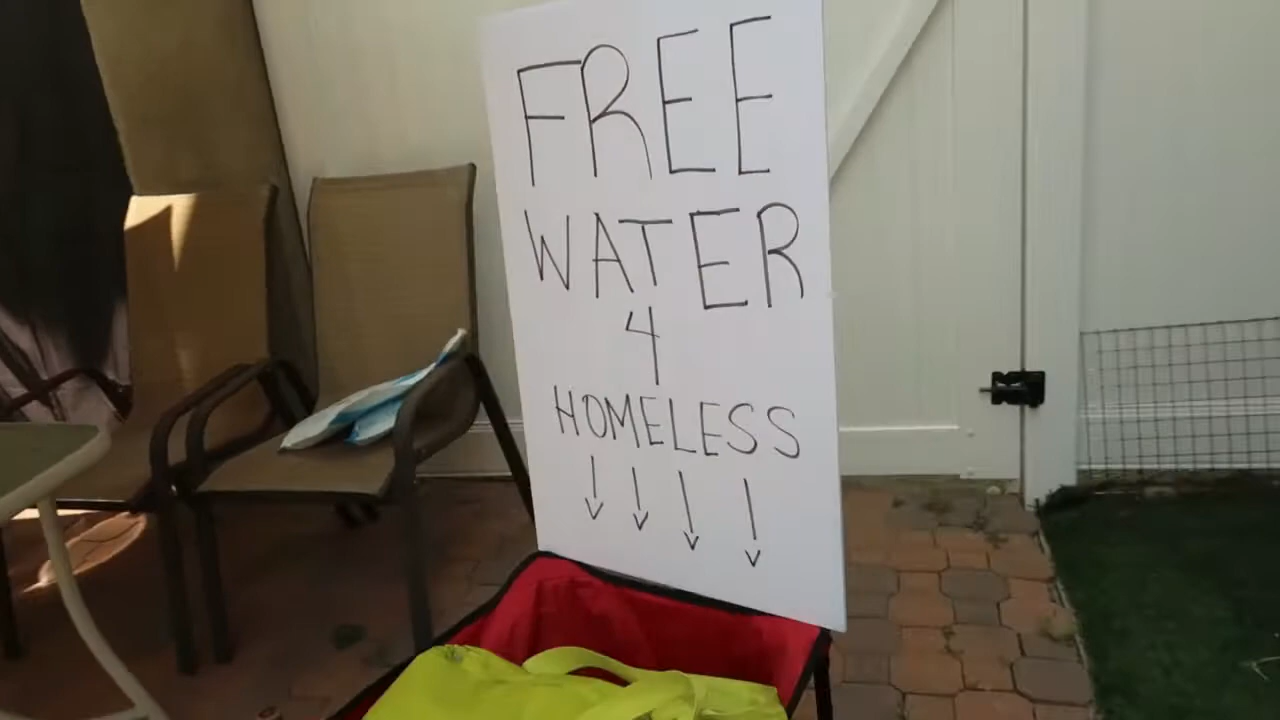 FREE
WATER
4
HOMELESS
↓ ↓ ↓ ↓